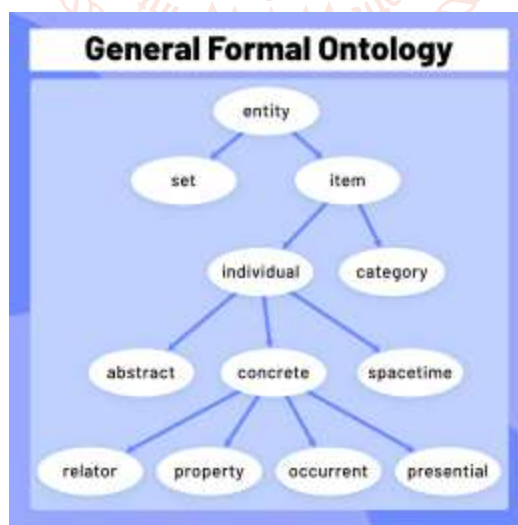 General Formal Ontology
entity
set item
individual category
abstract concrete spacetime
relator property occurrent presential